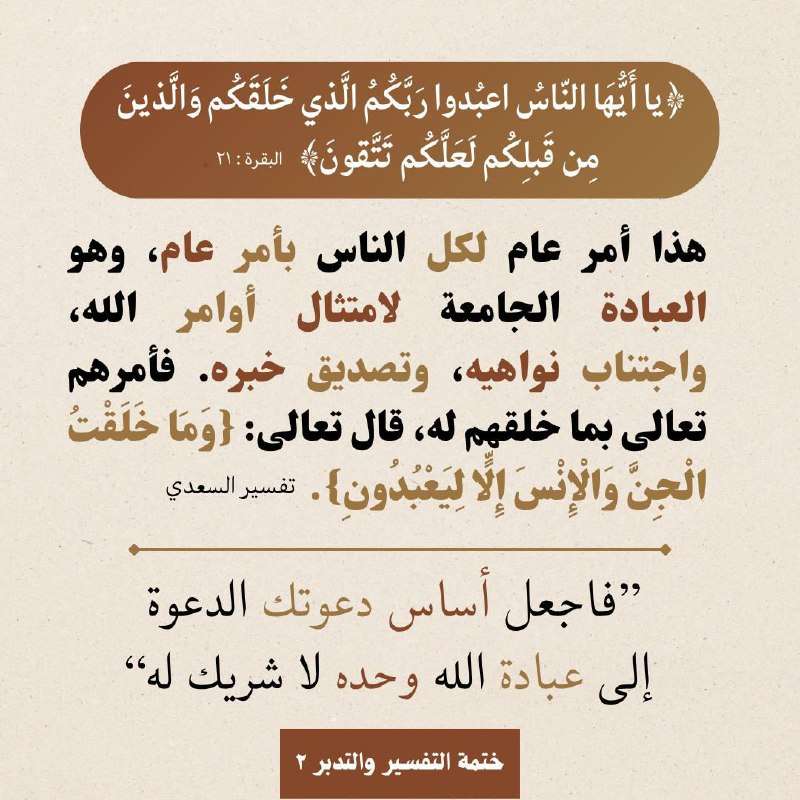 ﴿يا أَيُّهَا النّاسُ اعبُدوا رَبَّكُمُ الَّذي خَلَقَكُم وَالَّذينَ
مِن قَبلِكُم لَعَلَّكُم تَتَّقونَ﴾ البقرة : ٢١
هذا أمر عام لكل الناس بأمر عام، وهو
العبادة الجامعة لامتثال أوامر الله،
واجتناب نواهيه، وتصديق خبره. فأمرهم
تعالى بما خلقهم له، قال تعالى: {وَمَا خَلَقْتُ
الْجِنَّ وَالْإِنْسَ إِلَّا لِيَعْبُدُونِ}. تفسير السعدي
”فاجعل أساس دعوتك الدعوة
إلى عبادة الله وحده لا شريك له“
ختمة التفسير والتدبر ٢